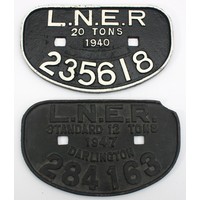 L.N.E.R
20 TONS
1940
235618
L.N.E.R.
STANDARD 12 TONS
1947
DARLINGTON
284163